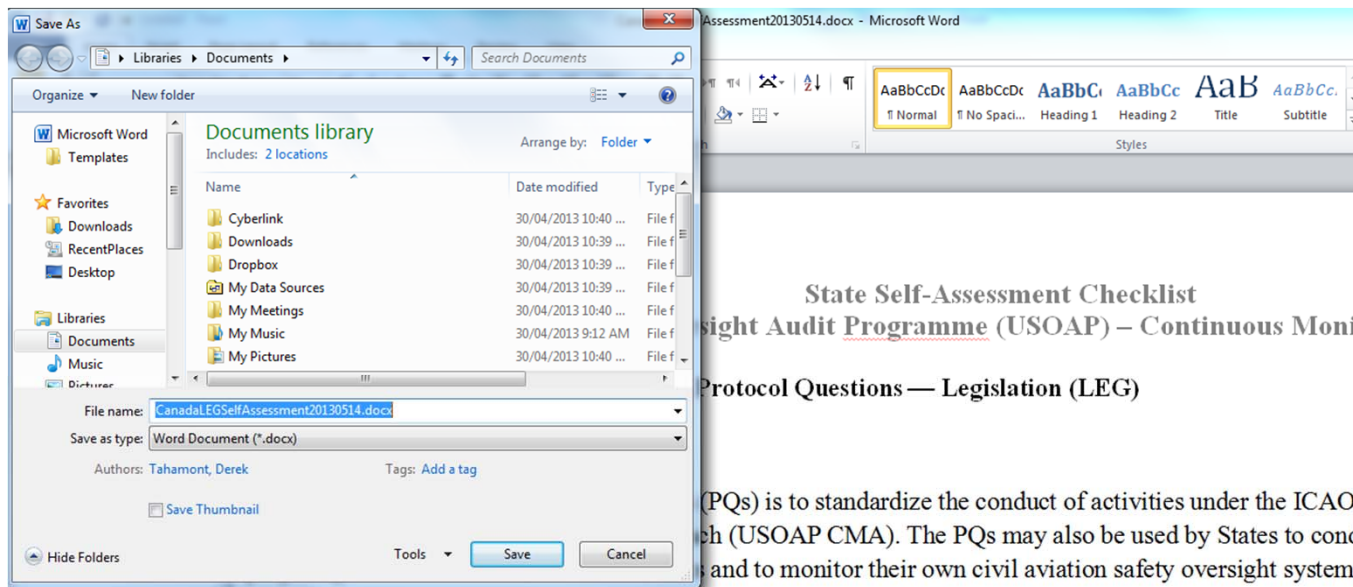 Save As
Assessment20130514.docx - Microsoft Word
Libraries Documents
Search Documents
Organize New folder
Microsoft Word
Templates
Favorites
Downloads
RecentPlaces
Desktop
Libraries
Documents
Music
Pictures
Documents library
Includes: 2 locations
Arrange by: Folder
Name Date modified Type
Cyberlink 30/04/2013 10:40 ... File f
Downloads 30/04/2013 10:39 ... File f
Dropbox 30/04/2013 10:39 ... File f
My Data Sources 30/04/2013 10:39 ... File f
My Meetings 30/04/2013 10:40 ... File f
My Music 30/04/2013 9:12 AM File f
My Pictures 30/04/2013 10:40 ... File f
File name: CanadaLEGSelfAssessment20130514.docx
Save as type: Word Document (*.docx)
Authors: Tahamont, Derek Tags: Add a tag
Save Thumbnail
Hide Folders Tools Save Cancel
AaBbCcDc AaBbCcDc AaBbC AaBbCc AaB AaBbCc.
¶ Normal ¶ No Spaci... Heading 1 Heading 2 Title Subtitle
Styles
State Self-Assessment Checklist
sight Audit Programme (USOAP) – Continuous Moni
Protocol Questions — Legislation (LEG)
(PQs) is to standardize the conduct of activities under the ICAO
ch (USOAP CMA). The PQs may also be used by States to cond
s and to monitor their own civil aviation safety oversight system